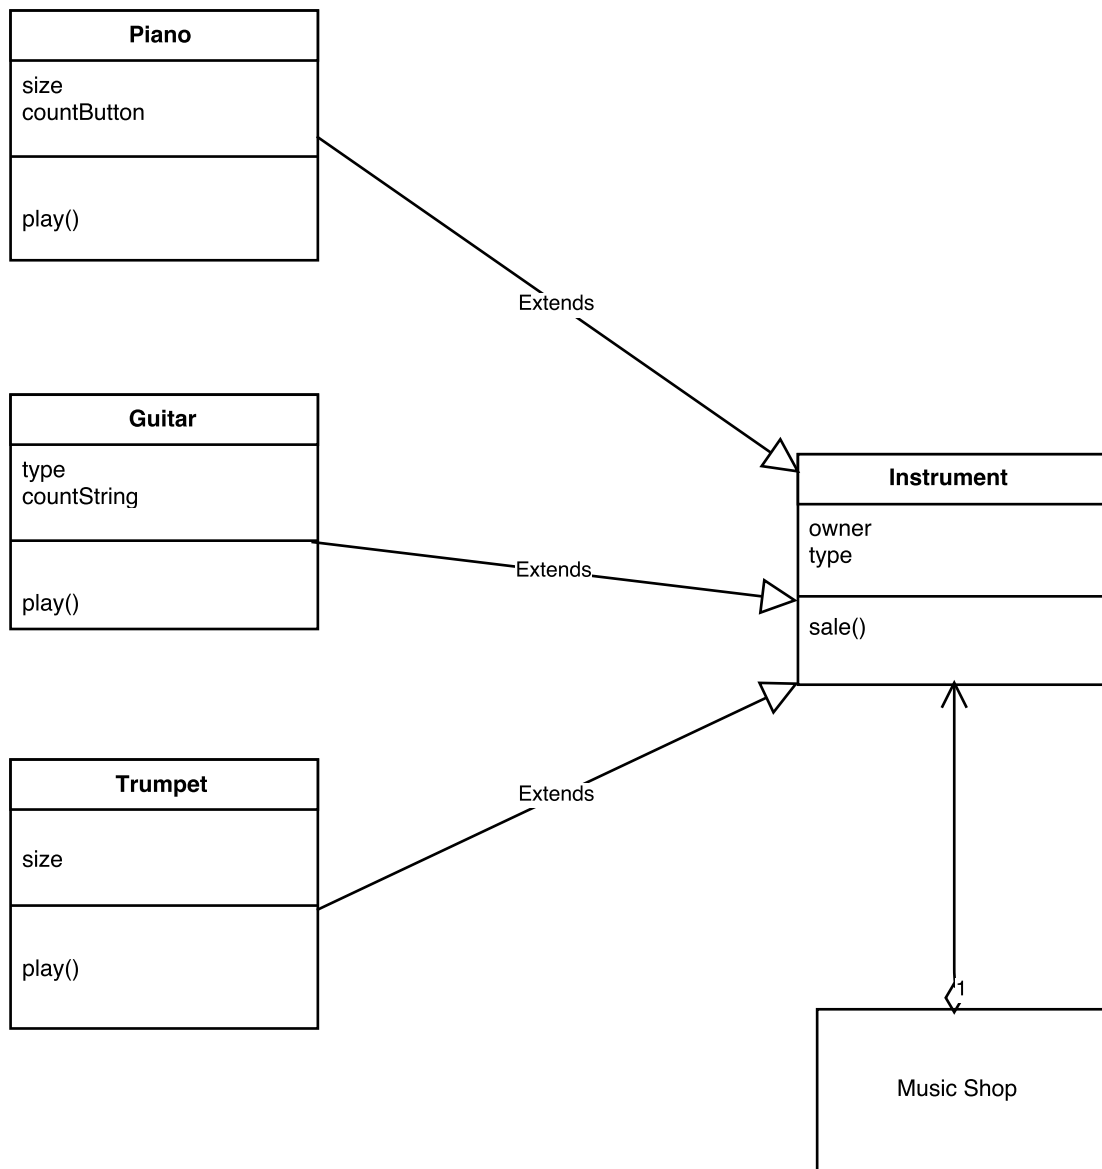 Piano
size
countButton
play()
Extends
Guitar
type
countString
play()
Extends
Instrument
owner
type
sale()
Trumpet
size
play()
Extends
1
Music Shop